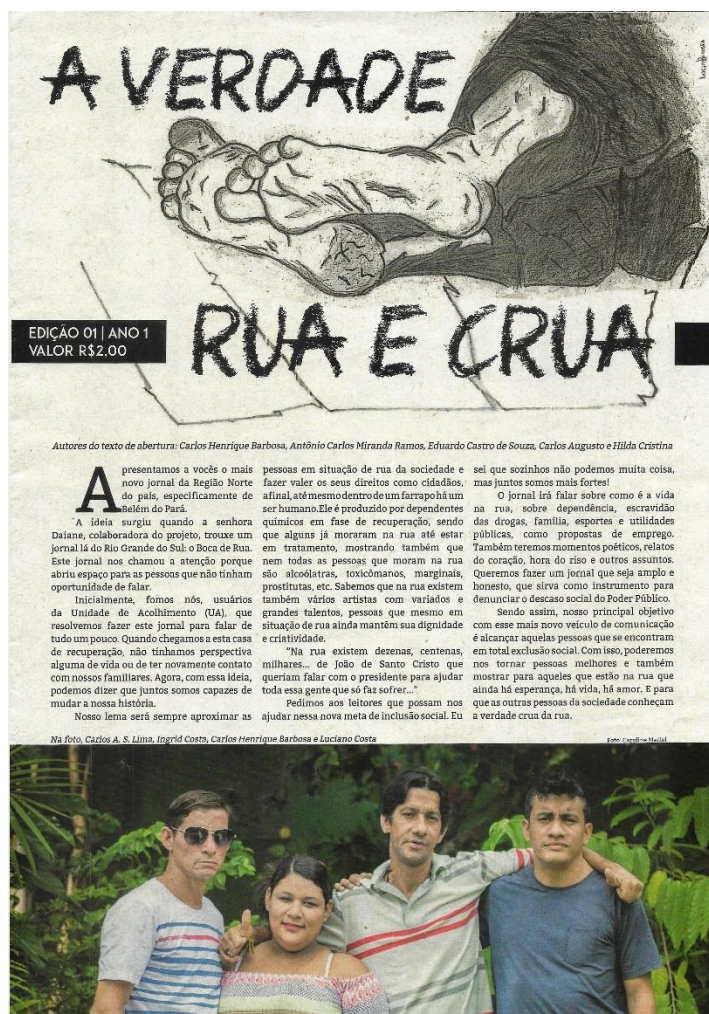 A VERDADE
RUA E CRUA
EDIÇÃO 01 | ANO 1
VALOR R$2,00
Autores do texto de abertura: Carlos Henrique Barbosa, Antônio Carlos Miranda Ramos, Eduardo Castro de Souza, Carlos Augusto e Hilda Cristina
Apresentamos a vocês o mais
novo jornal da Região Norte
do país, especificamente de
Belém do Pará.
A ideia surgiu quando a senhora
Daiane, colaboradora do projeto, trouxe um
jornal lá do Rio Grande do Sul: o Boca de Rua.
Este jornal nos chamou a atenção porque
abriu espaço para as pessoas que não tinham
oportunidade de falar.
Inicialmente, fomos nós, usuários
da Unidade de Acolhimento (UA), que
resolvemos fazer este jornal para falar de
tudo um pouco. Quando chegamos a esta casa
de recuperação, não tínhamos perspectiva
alguma de vida ou de ter novamente contato
com nossos familiares. Agora, com essa ideia,
podemos dizer que juntos somos capazes de
mudar a nossa história.
Nosso lema será sempre aproximar as
pessoas em situação de rua da sociedade e
fazer valer os seus direitos como cidadãos,
afinal, até mesmo dentro de um farrapo há um
ser humano.Ele é produzido por dependentes
químicos em fase de recuperação, sendo
que alguns já moraram na rua até estar
em tratamento, mostrando também que
nem todas as pessoas que moram na rua
são alcoólatras, toxicômanos, marginais,
prostitutas, etc. Sabemos que na rua existem
também vários artistas com variados e
grandes talentos, pessoas que mesmo em
situação de rua ainda mantêm sua dignidade
e criatividade.
“Na rua existem dezenas, centenas,
milhares... de João de Santo Cristo que
queriam falar com o presidente para ajudar
toda essa gente que só faz sofrer...”
Pedimos aos leitores que possam nos
ajudar nessa nova meta de inclusão social. Eu
sei que sozinhos não podemos muita coisa,
mas juntos somos mais fortes!
O jornal irá falar sobre como é a vida
na rua, sobre dependência, escravidão
das drogas, família, esportes e utilidades
públicas, como propostas de emprego.
Também teremos momentos poéticos, relatos
do coração, hora do riso e outros assuntos.
Queremos fazer um jornal que seja amplo e
honesto, que sirva como instrumento para
denunciar o descaso social do Poder Público.
Sendo assim, nosso principal objetivo
com esse mais novo veículo de comunicação
é alcançar aquelas pessoas que se encontram
em total exclusão social. Com isso, poderemos
nos tornar pessoas melhores e também
mostrar para aqueles que estão na rua que
ainda há esperança, há vida, há amor. E para
que as outras pessoas da sociedade conheçam
a verdade crua da rua.
Na foto, Carlos A. S. Lima, Ingrid Costa, Carlos Henrique Barbosa e Luciano Costa
Foto: Caroline